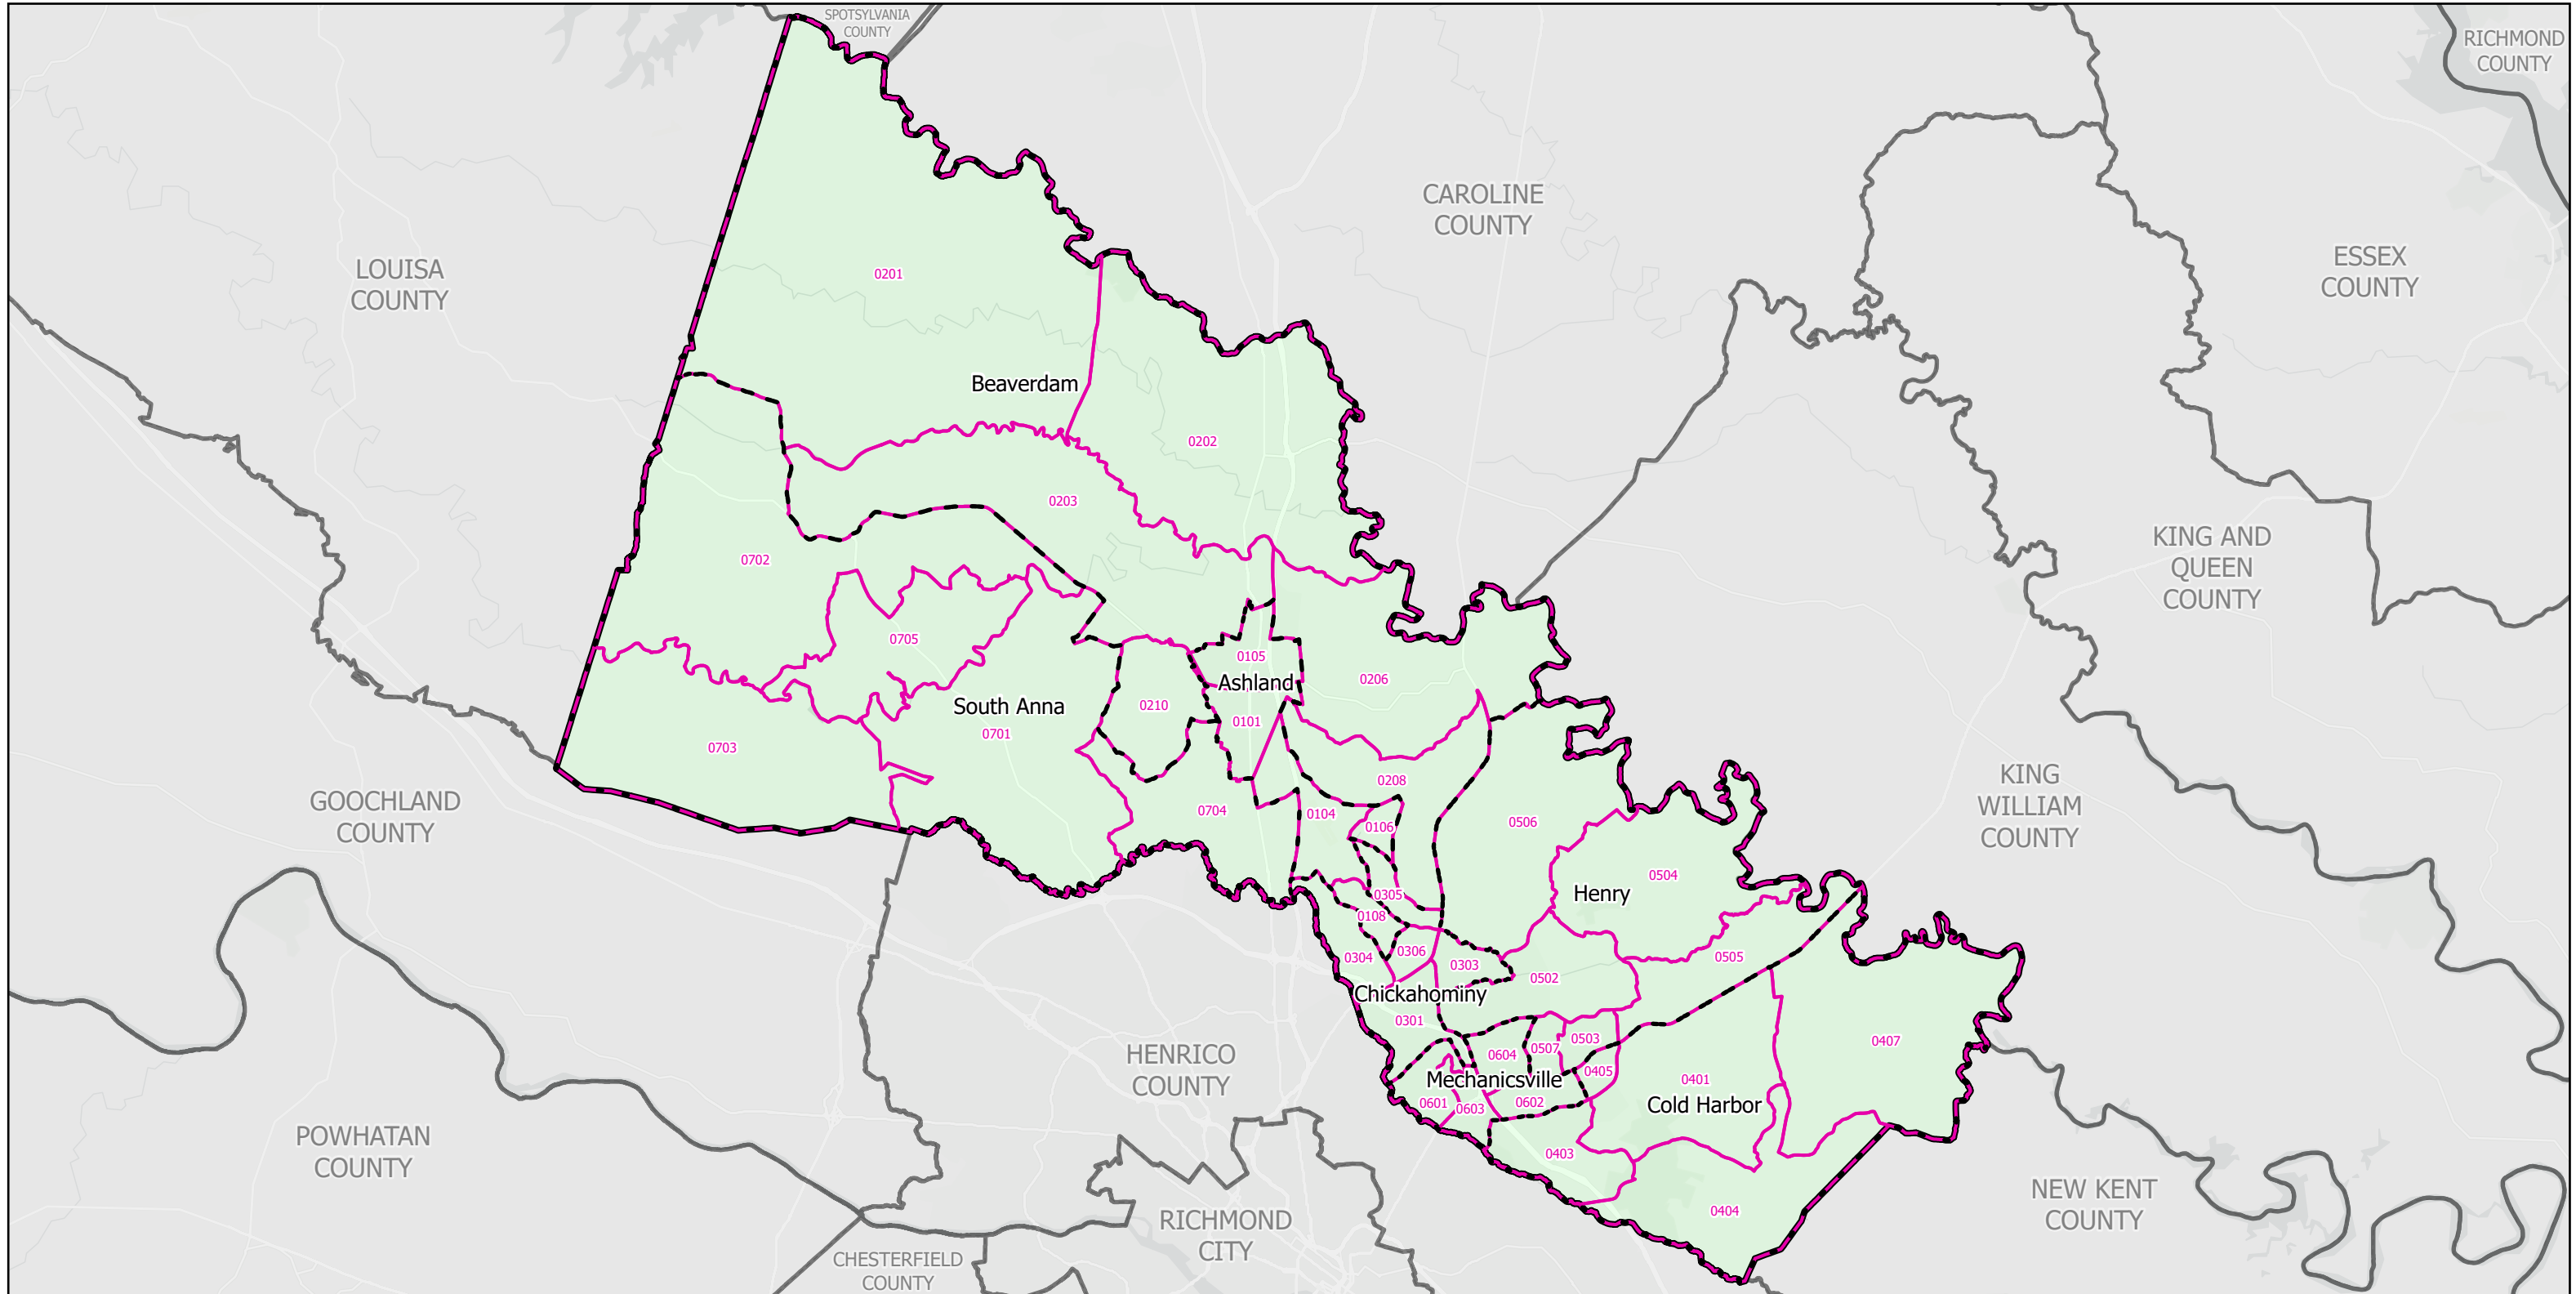 SPOTSYLVANIA
COUNTY
RICHMOND
COUNTY
CAROLINE
COUNTY
LOUISA
COUNTY
ESSEX
COUNTY
0201
Beaverdam
0202
0203
KING AND
QUEEN
COUNTY
0702
0705
0105
Ashland
0206
South Anna
0210
0101
0701
0703
0208
KING
WILLIAM
COUNTY
GOOCHLAND
COUNTY
0704
0104
0106
0506
0504
Henry
0305
0108
0306
0304
0303
0505
0502
Chickahominy
0301
HENRICO
COUNTY
0503
0507
0604
0407
0405
Mechanicsville
0401
0601
0603
0602
Cold Harbor
POWHATAN
COUNTY
0403
NEW KENT
COUNTY
0404
RICHMOND
CITY
CHESTERFIELD
COUNTY